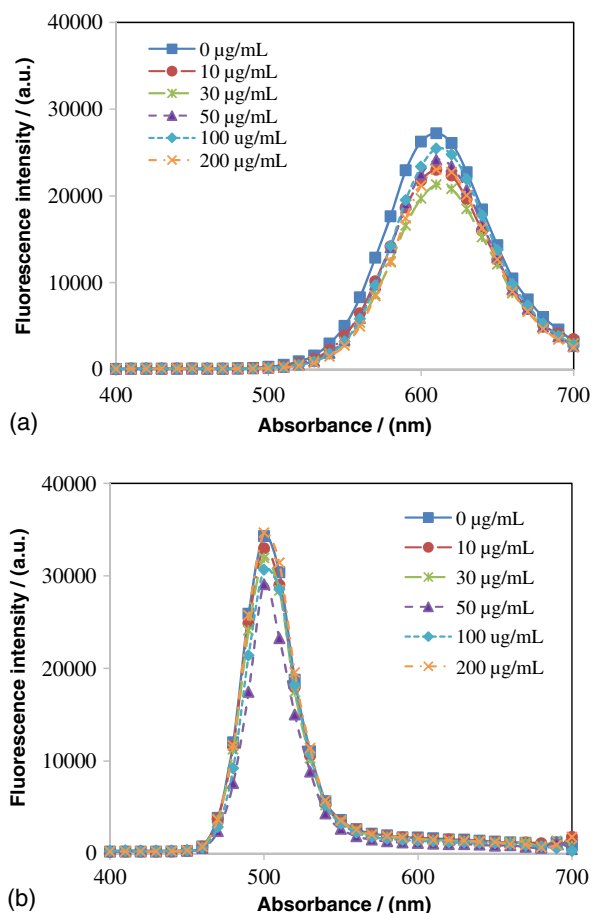 40000
30000
20000
10000
0
Fluorescence intensity / (a.u.)
0 µg/mL
10 µg/mL
30 µg/mL
50 µg/mL
100 ug/mL
200 µg/mL
400 500 600 700
Absorbance / (nm)
(a)
40000
30000
20000
10000
0
Fluorescence intensity / (a.u.)
0 µg/mL
10 µg/mL
30 µg/mL
50 µg/mL
100 ug/mL
200 µg/mL
400 500 600 700
Absorbance / (nm)
(b)